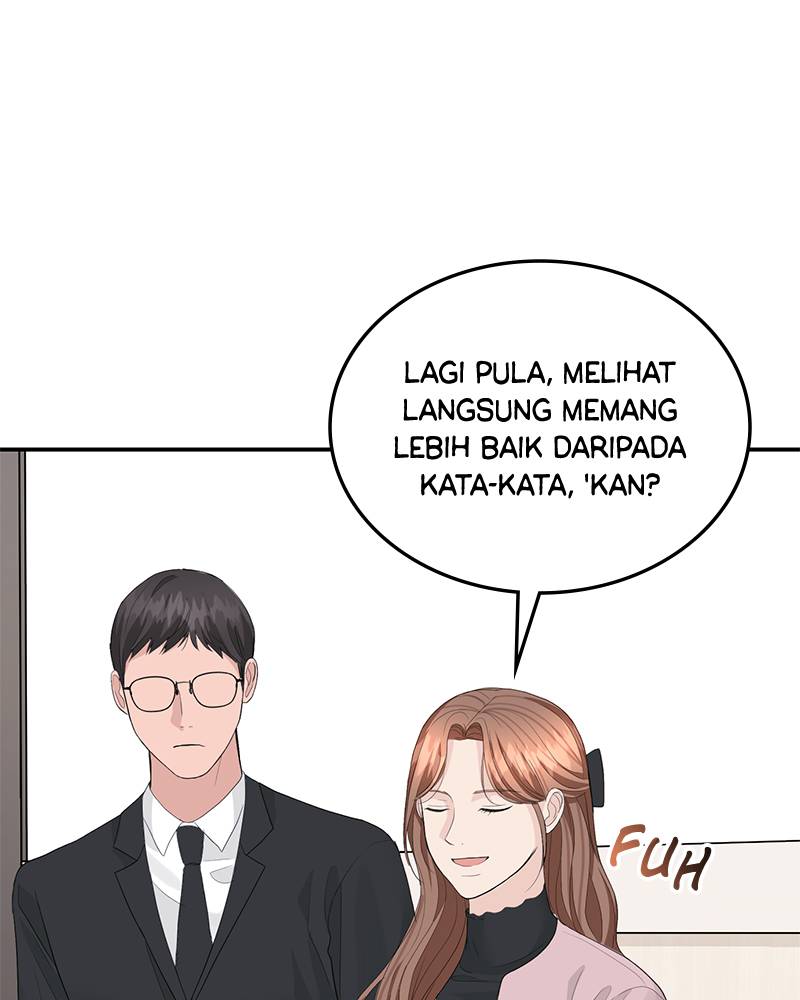 LAGI PULA, MELIHAT
LANGSUNG MEMANG
LEBIH BAIK DARIPADA
KATA-KATA, 'KAN?
FUH